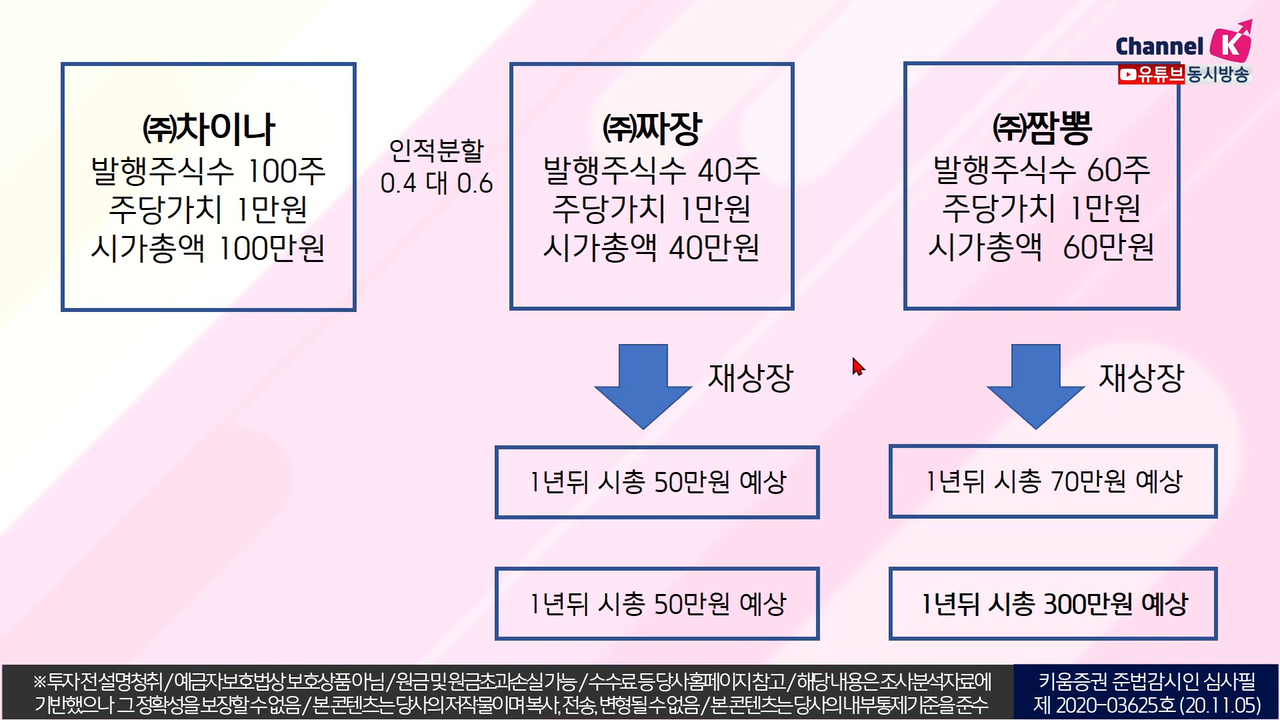 Channel K
유튜브 동시방송
㈜차이나
발행주식수 100주
주당가치 1만원
시가총액 100만원
인적분할
0.4 대 0.6
㈜짜장
발행주식수 40주
주당가치 1만원
시가총액 40만원
㈜짬뽕
발행주식수 60주
주당가치 1만원
시가총액 60만원
재상장
재상장
1년뒤 시총 50만원 예상
1년뒤 시총 70만원 예상
1년뒤 시총 50만원 예상
1년뒤 시총 300만원 예상
※ 투자 전 설명청취 / 예금자보호법상 보호상품 아님 / 원금 및 원금초과손실 가능 / 수수료 등 당사홈페이지 참고 / 해당 내용은 조사분석자료에
기반했으나 그 정확성을 보장할 수 없음 / 본 콘텐츠는 당사의 저작물이며 복사, 전송, 변형될 수 없음 / 본 콘텐츠는 당사의 내부통제기준을 준수
키움증권 준법감시인 심사필
제 2020-03625호 (20.11.05)